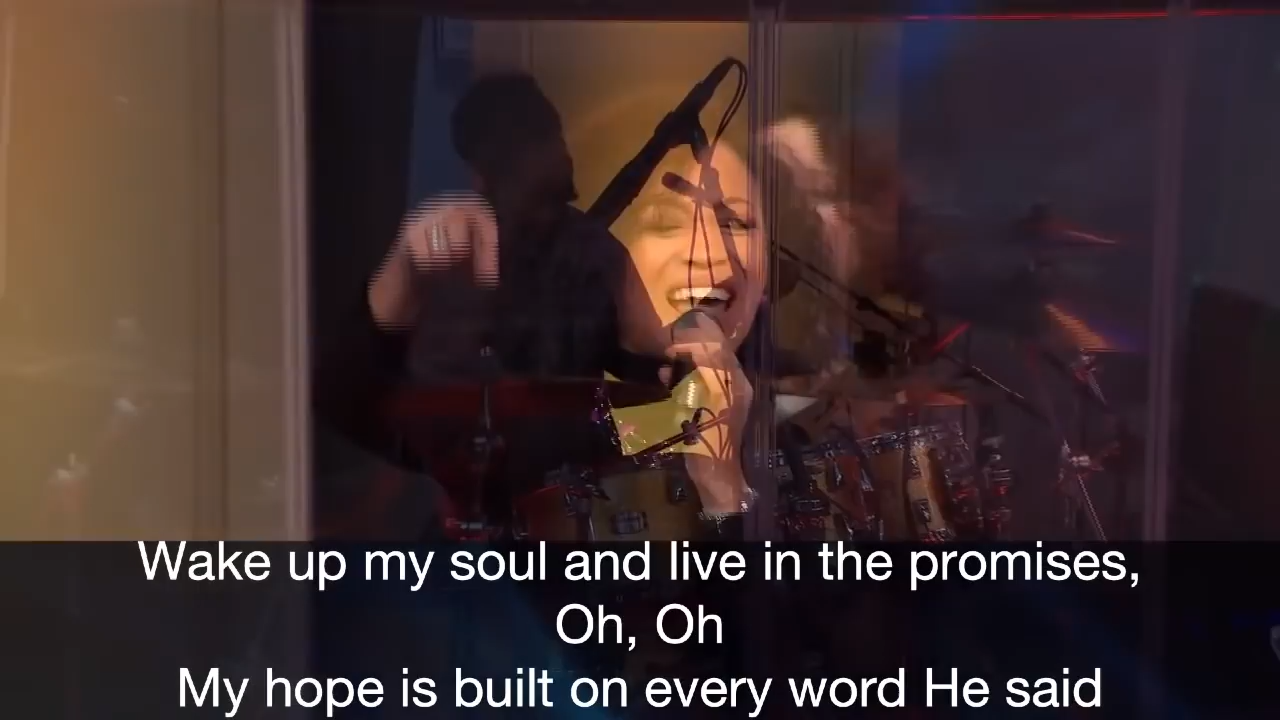 Wake up my soul and live in the promises,
Oh, Oh
My hope is built on every word He said